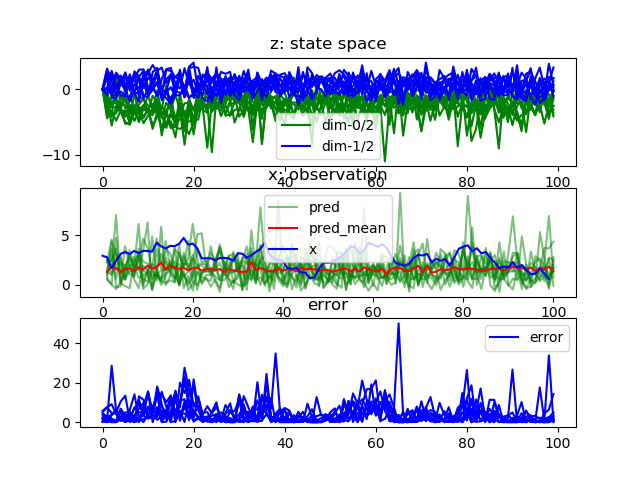 z: state space
0
−10
dim-0/2
dim-1/2
0 20 40 60 80 100
x: observation
5
0
pred
pred_mean
x
0 20 40 60 80 100
error
40
20
0
error
0 20 40 60 80 100